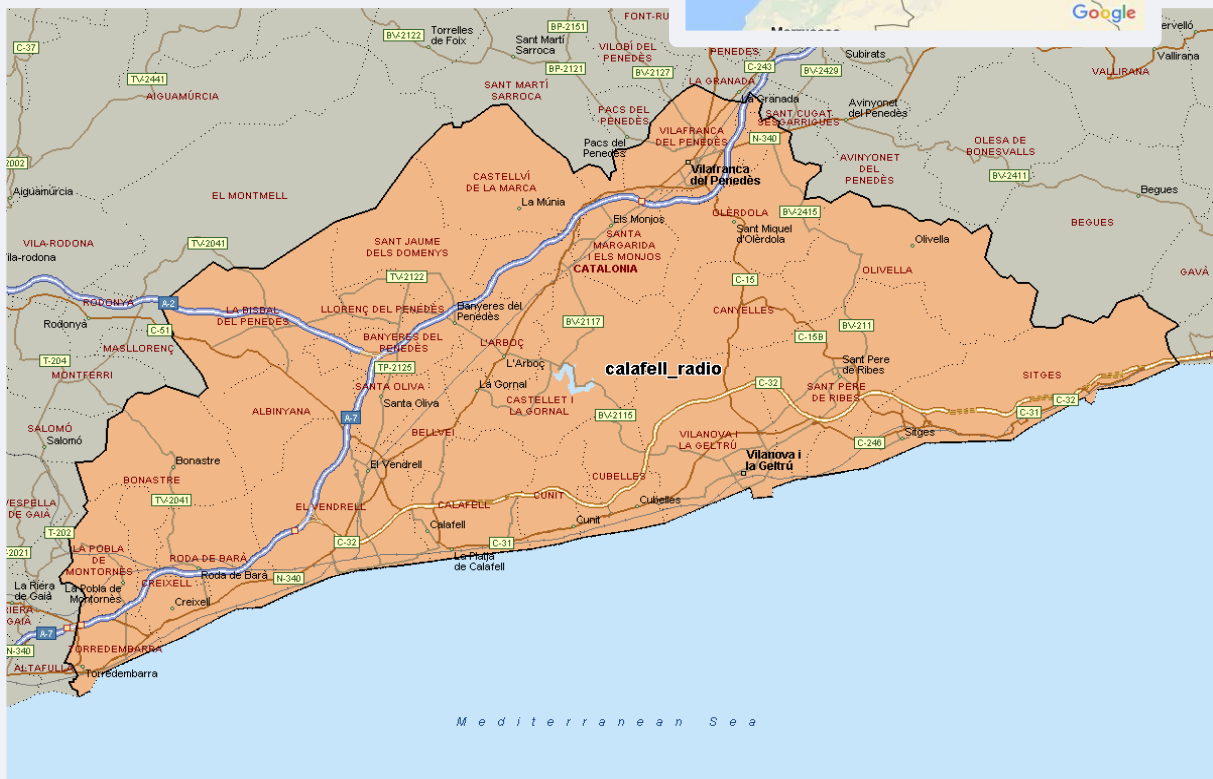 Google
C-37
BV-2122
Torrelles
de Foix
BP-2151
FONT-RU
Sant Martí
Sarroca
VILOBÍ DEL
PENEDÈS
PENEDÈS
Subirats
ervelló
Vallirana
VALLIRANA
TV-2441
AIGUAMÚRCIA
BP-2121
BV-2127
C-243
BV-2429
LA GRANADA
La Granada
SANT MARTÍ
SARROCA
PACS DEL
PENEDÈS
SANT CUGAT
SESGARRIGUES
Avinyonet
del Penedès
VILAFRANCA
DEL PENEDÈS
N-340
Pacs del
Penedès
OLESA DE
BONESVALLS
2002
AVINYONET
DEL
PENEDÈS
BV-2411
Vilafranca
del Penedès
CASTELLVÍ
DE LA MARCA
Aiguamúrcia
EL MONTMELL
Begues
La Múnia
OLÈRDOLA
BV-2415
BEGUES
Els Monjos
Sant Miquel
d'Olèrdola
SANTA
MARGARIDA
I ELS MONJOS
VILA-RODONA
ila-rodona
TV-2041
SANT JAUME
DELS DOMENYS
Olivella
CATALONIA
OLIVELLA
GAVÀ
TV-2122
C-15
RODONYÀ
A-2
LA BISBAL
DEL PENEDÈS
LLORENÇ DEL PENEDÈS
Banyeres del
Penedès
CANYELLES
Rodonyà
C-51
BV-2117
BV-211
BANYERES DEL
PENEDÈS
C-15B
MASLLORENÇ
L'ARBOÇ
T-204
MONTFERRI
TP-2125
L'Arboç
calafell_radio
Sant Pere
de Ribes
SITGES
SANTA OLIVA
La Gornal
C-32
SANT PERE
DE RIBES
Santa Oliva
CASTELLET I
LA GORNAL
C-32
ALBINYANA
A-7
BV-2115
C-31
SALOMÓ
Salomó
BELLVEI
VILANOVA I
LA GELTRÚ
C-246
Sitges
Bonastre
El Vendrell
Vilanova i
la Geltrú
BONASTRE
CUBELLES
TV-2041
CUNIT
Cubelles
VESPELLA
DE GAIÀ
EL VENDRELL
CALAFELL
T-202
Calafell
Cunit
C-32
C-31
-2021
LA POBLA
DE
MONTORNÈS
RODA DE BARÀ
La Platja
de Calafell
Roda de Barà
N-340
La Riera
de Gaià
La Pobla de
Montornès
CREIXELL
Creixell
RIERA
GAIÀ
A-7
N-340
TORREDEMBARRA
ALTAFULLA
Torredembarra
Mediterranean Sea